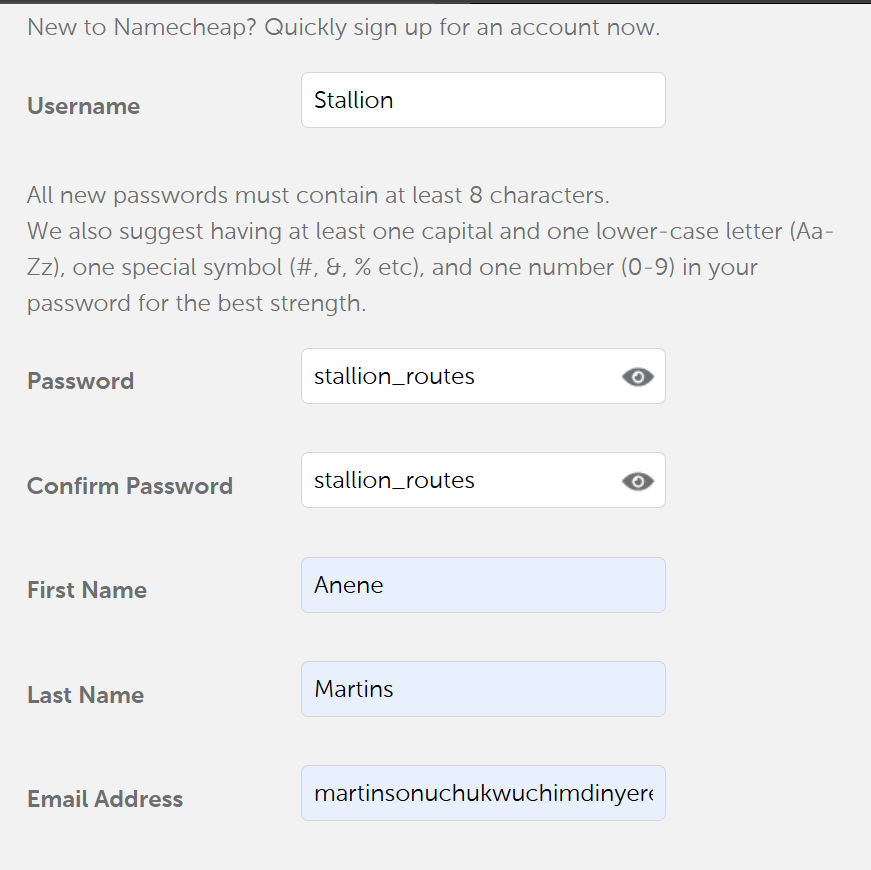 New to Namecheap? Quickly sign up for an account now.
Username
Stallion
All new passwords must contain at least 8 characters.
We also suggest having at least one capital and one lower-case letter (Aa-
Zz), one special symbol (#, &, % etc), and one number (0-9) in your
password for the best strength.
Password
stallion_routes
Confirm Password
stallion_routes
First Name
Anene
Last Name
Martins
Email Address
martinsonuchukwuchimdinyere